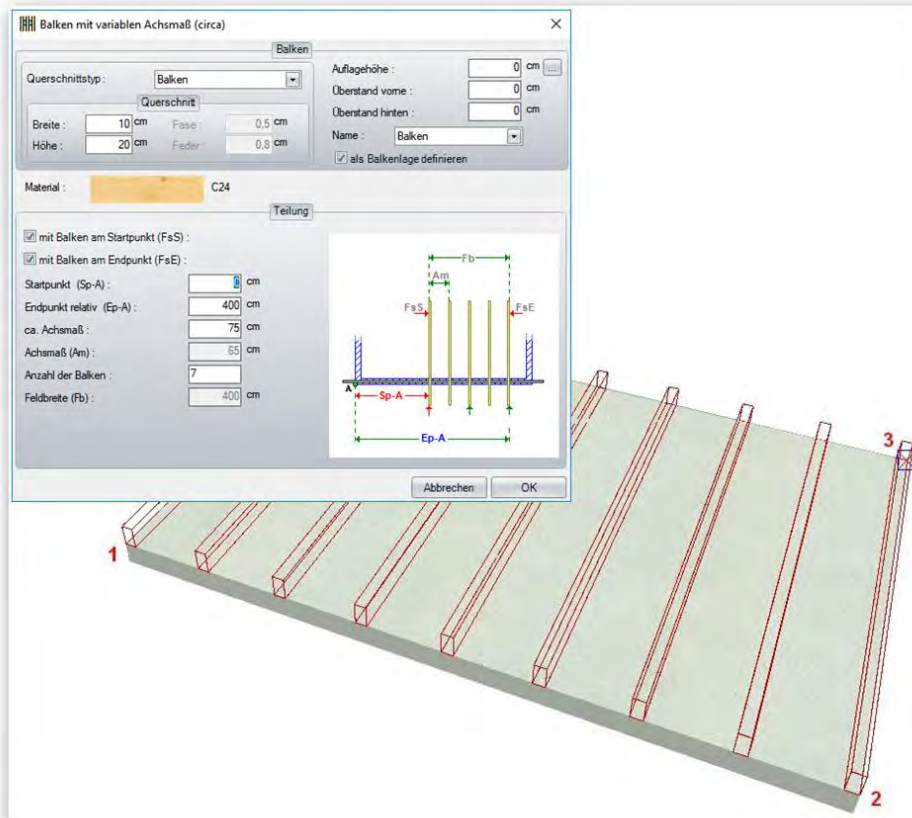 Balken mit variablen Achsmaß (circa)
Balken
Querschnittstyp: Balken
Querschnitt
Breite : 10 cm Fase : 0,5 cm
Höhe : 20 cm Feder : 0,8 cm
Auflagehöhe : 0 cm ...
Überstand vorne : 0 cm
Überstand hinten : 0 cm
Name : Balken
als Balkenlage definieren
Material : C24
Teilung
mit Balken am Startpunkt (FsS) :
mit Balken am Endpunkt (FsE) :
Startpunkt (Sp-A) : 0 cm
Endpunkt relativ (Ep-A) : 400 cm
ca. Achsmaß : 75 cm
Achsmaß (Am) : 65 cm
Anzahl der Balken : 7
Feldbreite (Fb) : 400 cm
Fb
Am
FsS
FsE
A
Sp-A
Ep-A
Abbrechen
OK
3
1
2